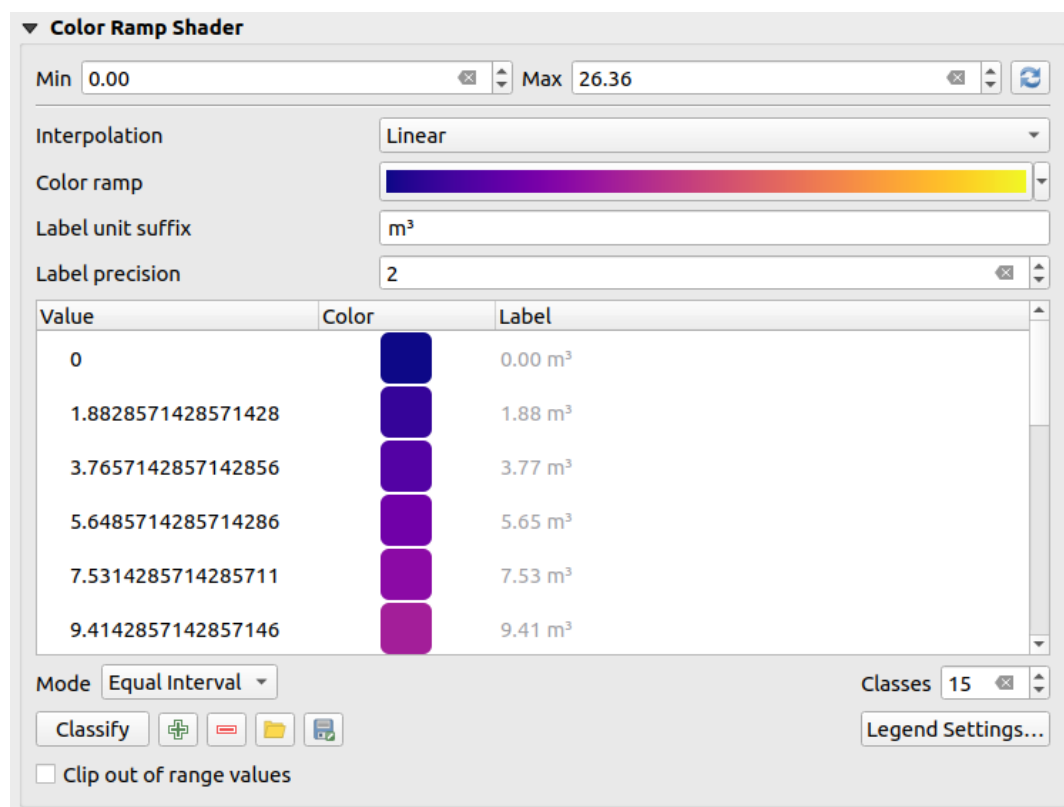 Color Ramp Shader
Min 0.00 Max 26.36
Interpolation Linear
Color ramp
Label unit suffix m³
Label precision 2
Value Color Label
0 0.00 m³
1.8828571428571428 1.88 m³
3.7657142857142856 3.77 m³
5.6485714285714286 5.65 m³
7.5314285714285711 7.53 m³
9.4142857142857146 9.41 m³
Mode Equal Interval Classes 15
Classify Legend Settings...
Clip out of range values